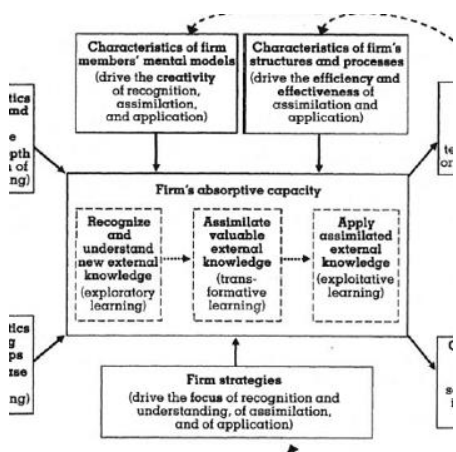 Characteristics of firm
members' mental models
(drive the creativity
of recognition,
assimilation,
and application)
Characteristics of firm's
structures and processes
(drive the efficiency and
effectiveness of
assimilation and
application)
Firm's absorptive capacity
Recognize
and
understand
new external
knowledge
(exploratory
learning)
Assimilate
valuable
external
knowledge
(trans-
formative
learning)
Apply
assimilated
external
knowledge
(exploitative
learning)
Firm strategies
(drive the focus of recognition and
understanding, of assimilation,
and of application)